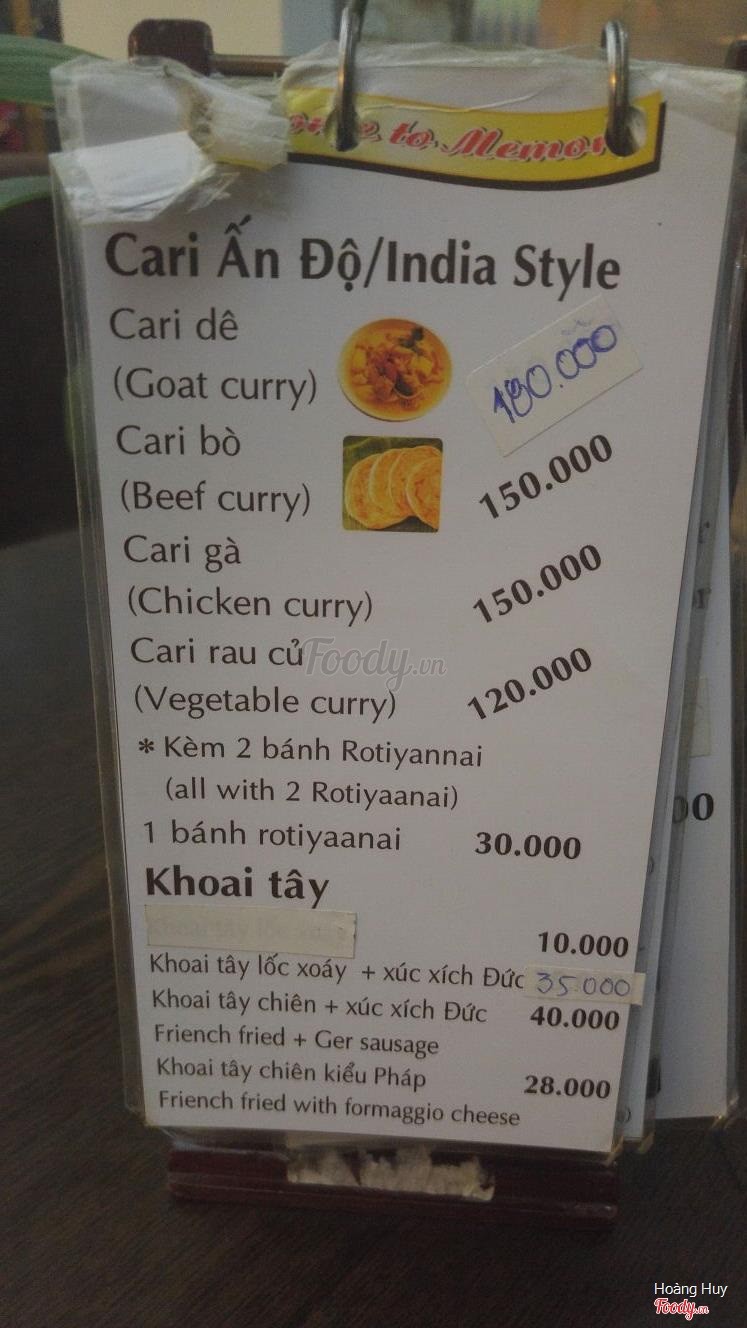 to Memor
Cari Ấn Độ/India Style
Cari dê
(Goat curry)
180.000
Cari bò
(Beef curry)
150.000
Cari gà
(Chicken curry)
150.000
Cari rau củ
Foody.vn
(Vegetable curry)
120.000
* Kèm 2 bánh Rotiyannai
(all with 2 Rotiyaanai)
1 bánh rotiyaanai 30.000
Khoai tây
10.000
Khoai tây lốc xoáy + xúc xích Đức 35.000
Khoai tây chiên + xúc xích Đức 40.000
Friench fried + Ger sausage
Khoai tây chiên kiểu Pháp 28.000
Friench fried with formaggio cheese
Hoàng Huy
Foody.vn